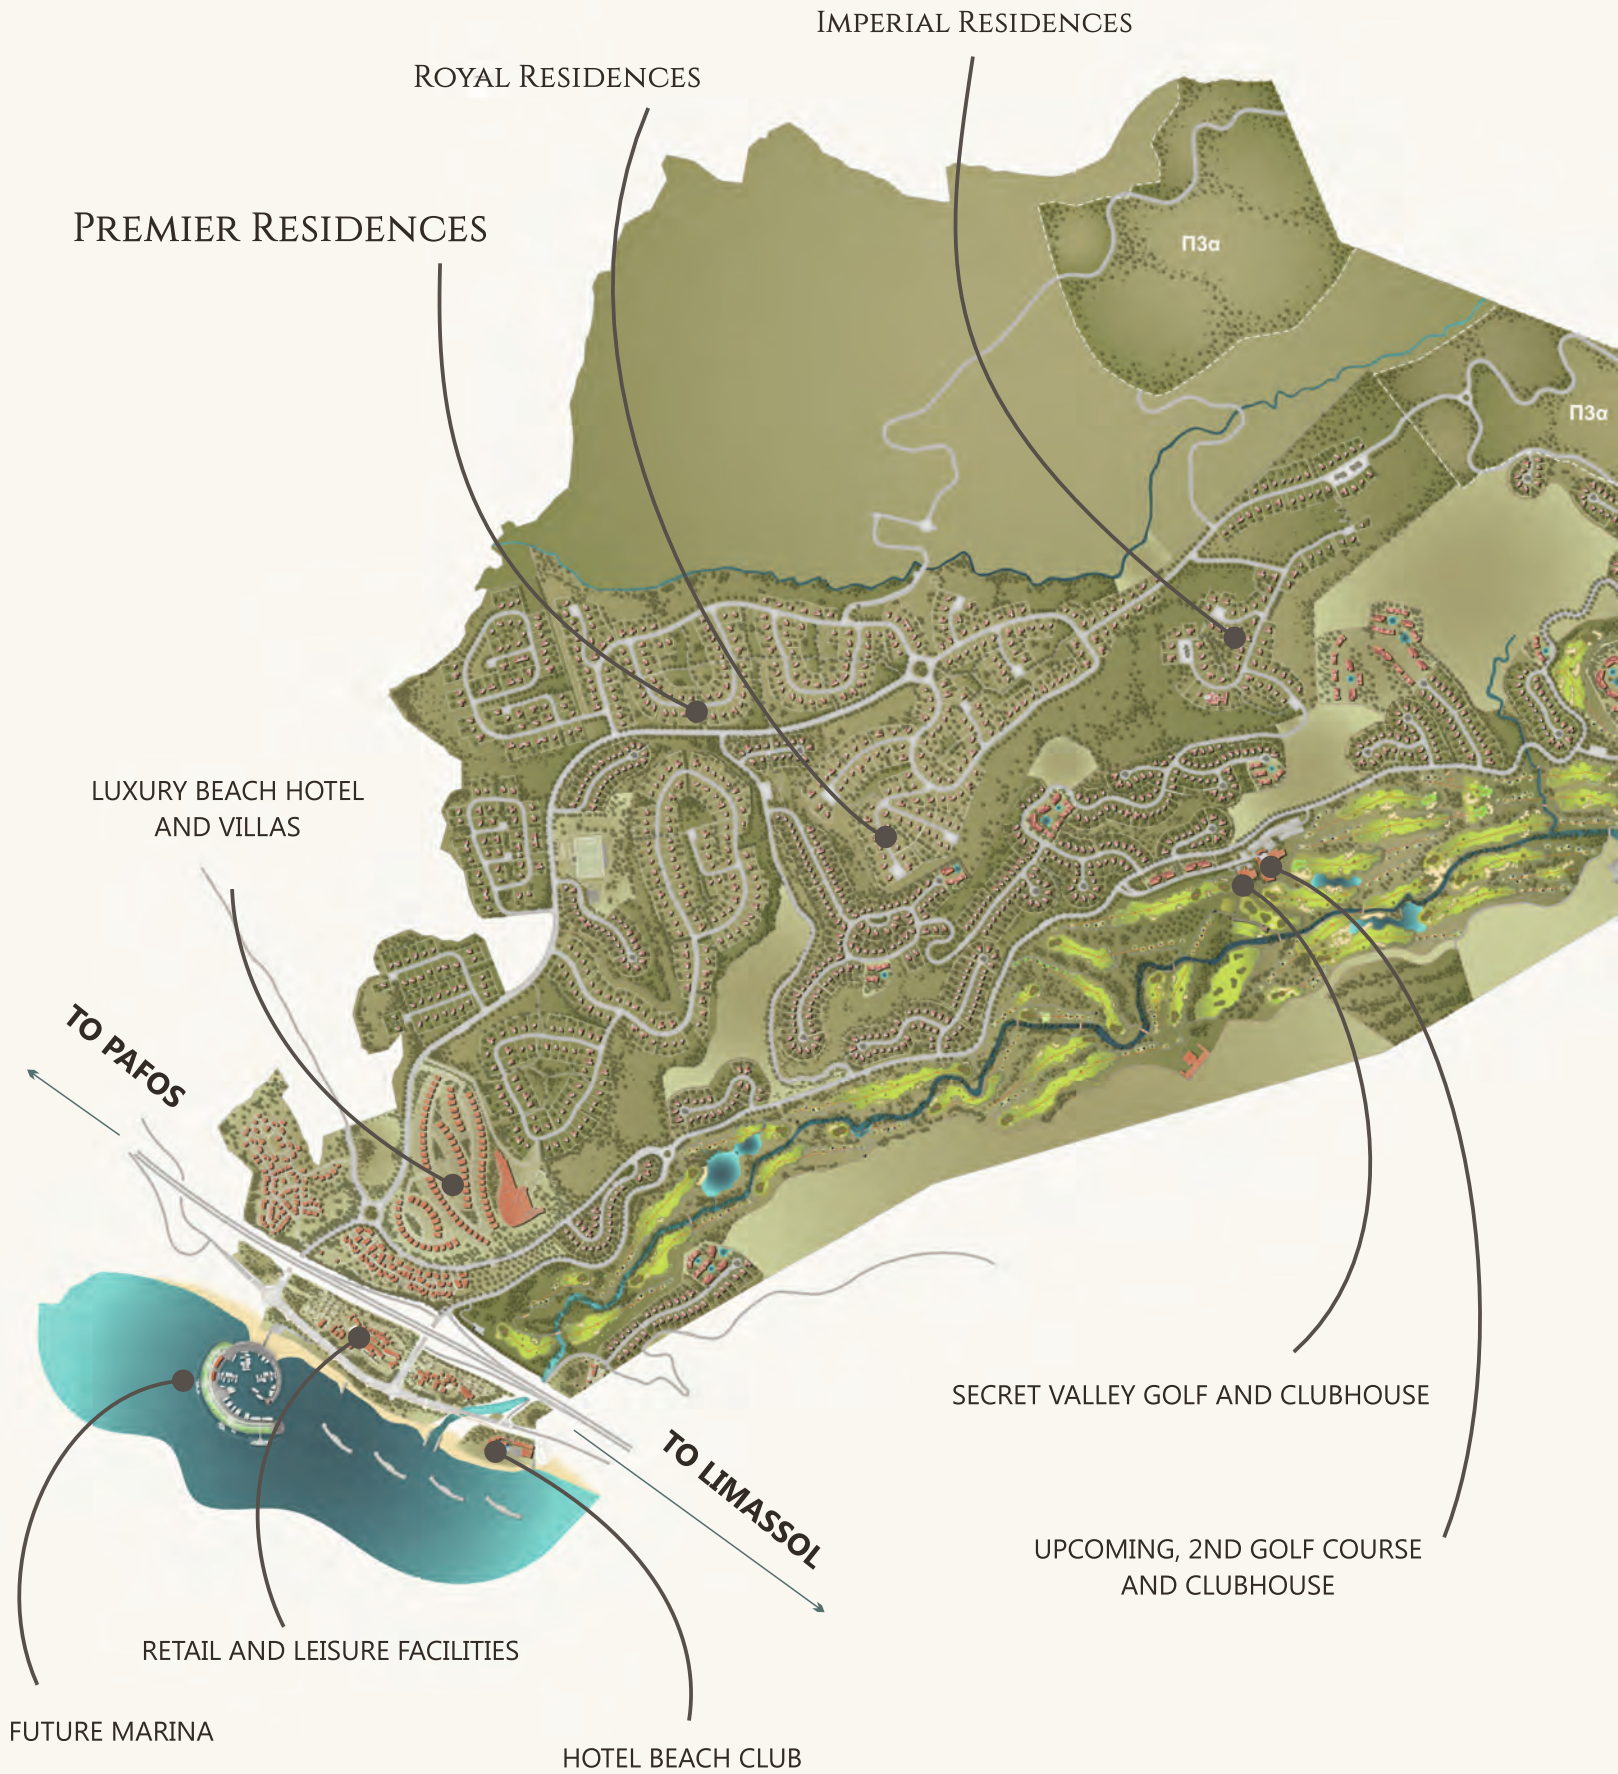 IMPERIAL RESIDENCES
ROYAL RESIDENCES
PREMIER RESIDENCES
Π3α
Π3α
LUXURY BEACH HOTEL
AND VILLAS
TO PAFOS
SECRET VALLEY GOLF AND CLUBHOUSE
TO LIMASSOL
UPCOMING, 2ND GOLF COURSE
AND CLUBHOUSE
RETAIL AND LEISURE FACILITIES
FUTURE MARINA
HOTEL BEACH CLUB